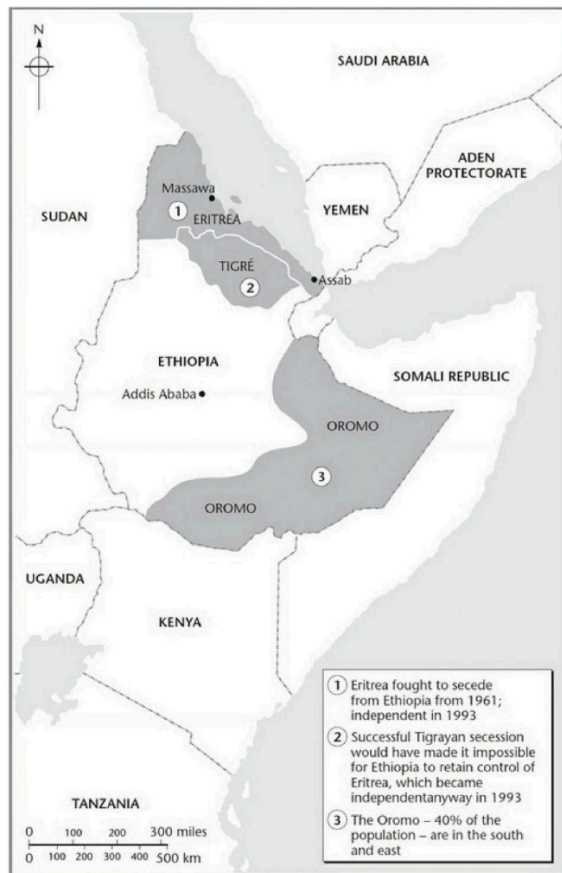 N
SAUDI ARABIA
ADEN
PROTECTORATE
Massawa
SUDAN
1
ERITREA
YEMEN
TIGRÉ
2
Assab
ETHIOPIA
SOMALI REPUBLIC
Addis Ababa
OROMO
3
OROMO
UGANDA
KENYA
TANZANIA
0 100 200 300 miles
0 100 200 300 400 500 km
1 Eritrea fought to secede
from Ethiopia from 1961;
independent in 1993
2 Successful Tigrayan secession
would have made it impossible
for Ethiopia to retain control of
Eritrea, which became
independentanyway in 1993
3 The Oromo – 40% of the
population – are in the south
and east